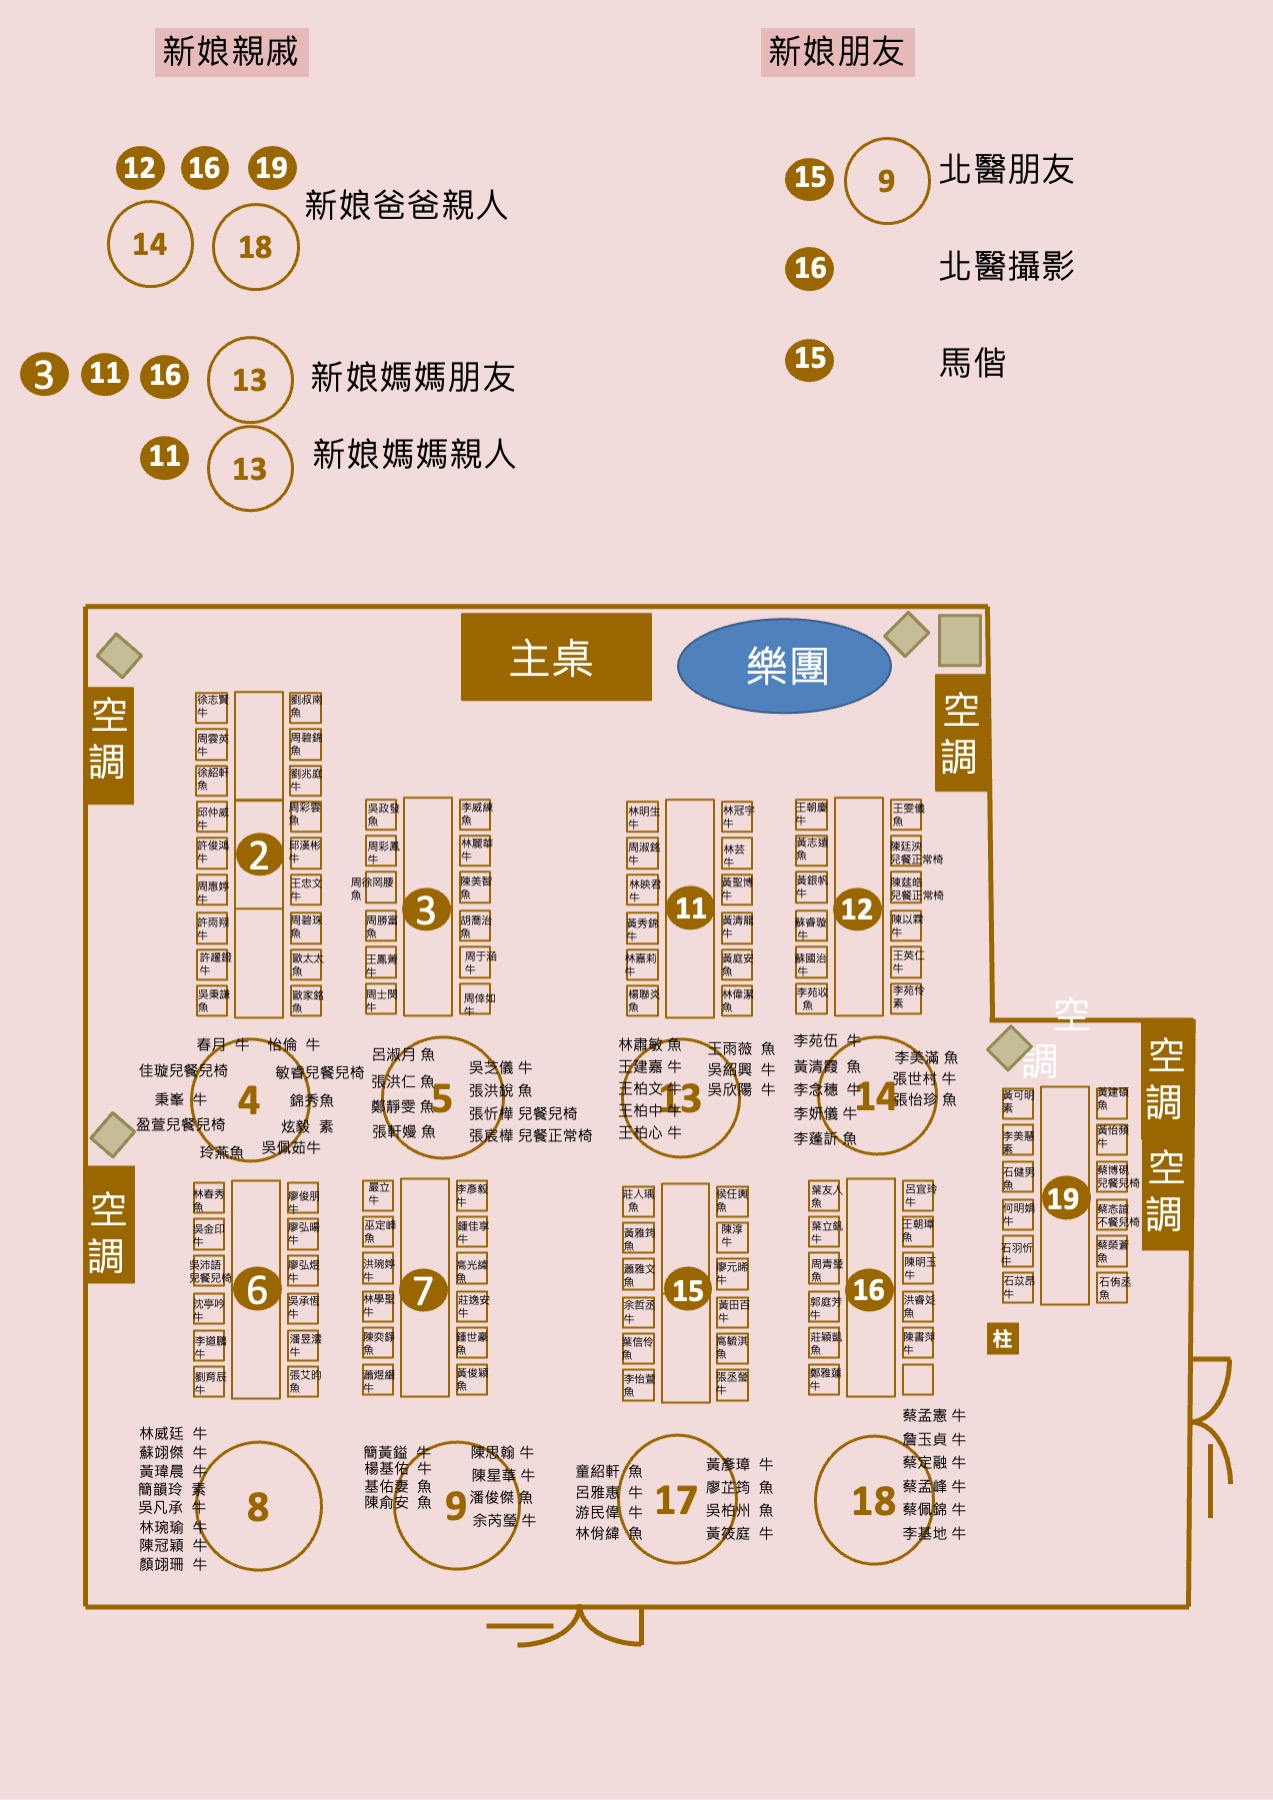 新娘親戚
新娘朋友
12 16 19
新娘爸爸親人
14 18
15 9 北醫朋友
16 北醫攝影
3 11 16 13 新娘媽媽朋友
15 馬偕
11 13 新娘媽媽親人
主桌
樂團
空調
空調
徐志賢 牛
劉叔南 魚
周雲英 牛
周碧錦 魚
徐紹軒 魚
劉兆庭 牛
邱仲威 牛
周彩雲 魚
許俊鴻 牛
2
邱漢彬 牛
周惠婷 牛
王忠文 牛
許雨翔 牛
周碧珠 魚
牛
歐太太 魚
吳秉謙 魚
歐家銘 魚
吳政發 魚
李威練 魚
周彩鳳 牛
林麗華 牛
魚
陳美智 魚
3
周勝富 魚
胡喬治 魚
王鳳菁 牛
周于涵 牛
周士閔 牛
周倖如 牛
林明生 牛
林冠宇 牛
周淑銘 牛
林芸 牛
林映君 牛
黃聖博 牛
11
黃秀錦 牛
黃清龍 牛
林嘉莉 牛
黃庭安 魚
楊聯炎 魚
林偉潔 魚
王朝慶 牛
王雯儀 魚
黃志遠 魚
陳廷泱 兒餐正常椅
黃銀帆 牛
陳莛皓 兒餐正常椅
12
蘇睿璇 牛
陳以霖 牛
蘇國治 牛
王英仁 牛
李苑收 魚
李苑伶 素
空調
春月 牛
怡倫 牛
佳璇兒餐兒椅
敏睿兒餐兒椅
秉峯 牛
4
錦秀魚
盈萱兒餐兒椅
炫毅 素
玲燕魚
吳佩茹牛
呂淑月 魚
吳芝儀 牛
張洪仁 魚
張洪銳 魚
鄭靜雯 魚
5
張忻樺 兒餐兒椅
張軒嫚 魚
張宸樺 兒餐正常椅
林肅敏 魚
王雨薇 魚
王建嘉 牛
吳紹興 牛
王柏文 牛
吳欣陽 牛
王柏中 牛
13
王柏心 牛
李苑伍 牛
李美滿 魚
黃清霞 魚
張世村 牛
李念穗 牛
14
張怡珍 魚
李妍儀 牛
李蓬訢 魚
空調
空調
黃可明 素
黃建碩 魚
李美慧 素
黃怡蘋 牛
石健男 魚
蔡博硯 兒餐兒椅
19
何明娟 牛
蔡忞諠 不餐兒椅
石羽忻 牛
蔡榮蒼 魚
石苡昂 牛
石侑丞 魚
柱
空調
林春秀 魚
廖俊朋 牛
吳金印 牛
廖弘暘 牛
吳沛語 兒餐兒椅
廖弘煜 牛
6
沈亭吟 牛
吳承恆 牛
李道鵬 牛
潘昱澐 牛
劉育辰 牛
張艾昀 魚
嚴立 牛
李彥毅 牛
巫定峰 魚
鍾佳享 牛
洪琬婷 牛
高光緯 魚
7
林學聖 牛
莊逸安 牛
陳奕錚 魚
鍾世豪 魚
蕭煜縉 牛
黃俊穎 魚
莊人瑀 魚
侯任輿 魚
黃雅筠 魚
陳淳 牛
蕭雅文 魚
廖元晞 牛
15
余哲丞 牛
黃田百 牛
葉信伶 魚
高毓淇 魚
李怡萱 魚
張丞瑩 牛
葉友人 魚
呂宜玲 牛
葉立釩 牛
王朝璋 魚
周青瑩 魚
陳明玉 牛
16
郭庭芳 牛
洪睿彣 魚
莊穎凱 魚
陳書萍 牛
鄭雅蓮 牛
林威廷 牛
蘇翊傑 牛
黃瑋晨 牛
簡韻玲 素
吳凡承 牛
林琬瑜 牛
陳冠穎 牛
顏翊珊 牛
8
簡黃鎰 牛
陳思翰 牛
楊基佑 牛
陳星華 牛
基佑妻 魚
潘俊傑 魚
陳俞安 魚
9
余芮瑩 牛
童紹軒 魚
黃彥璋 牛
呂雅惠 牛
廖芷筠 魚
游民偉 牛
17
吳柏州 魚
林佾緯 魚
黃筱庭 牛
蔡孟憲 牛
詹玉貞 牛
蔡定融 牛
蔡孟峰 牛
18
蔡佩錦 牛
李基地 牛